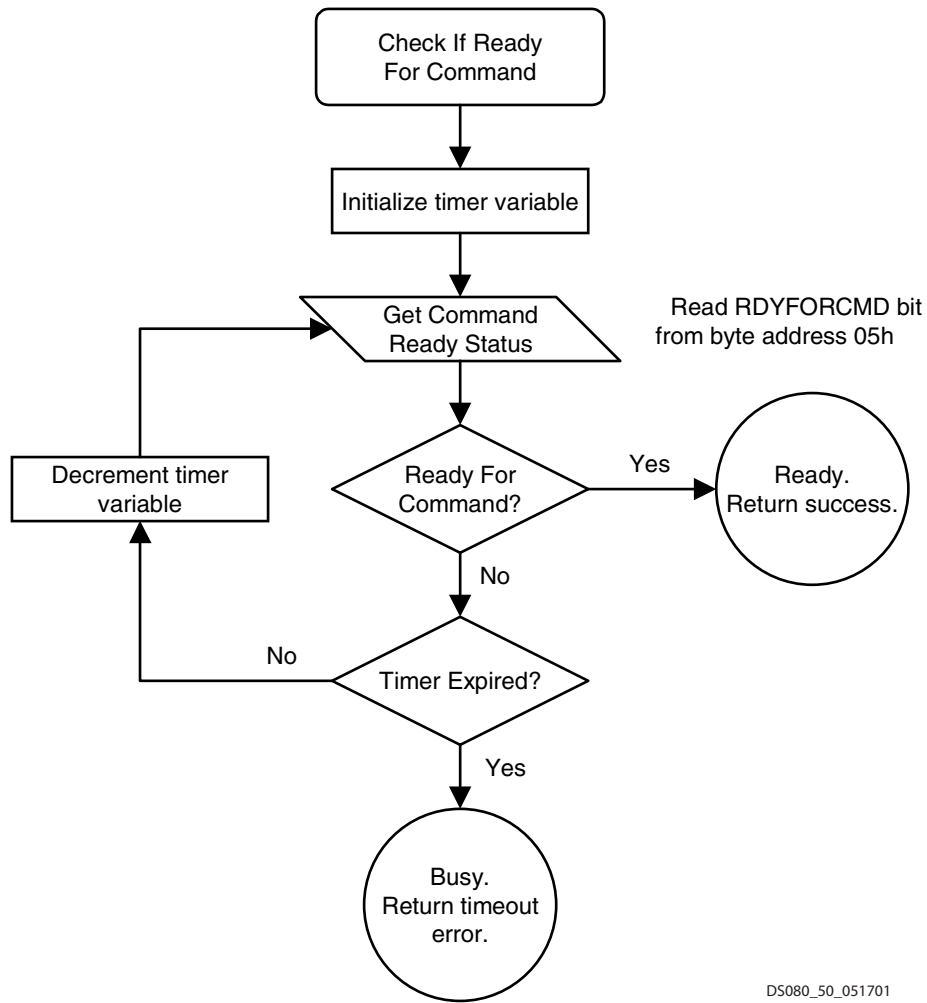 Check If Ready
For Command
Initialize timer variable
Get Command
Ready Status
Read RDYFORCMD bit
from byte address 05h
Decrement timer
variable
Ready For
Command?
Yes
Ready.
Return success.
No
No
Timer Expired?
Yes
Busy.
Return timeout
error.
DS080_50_051701